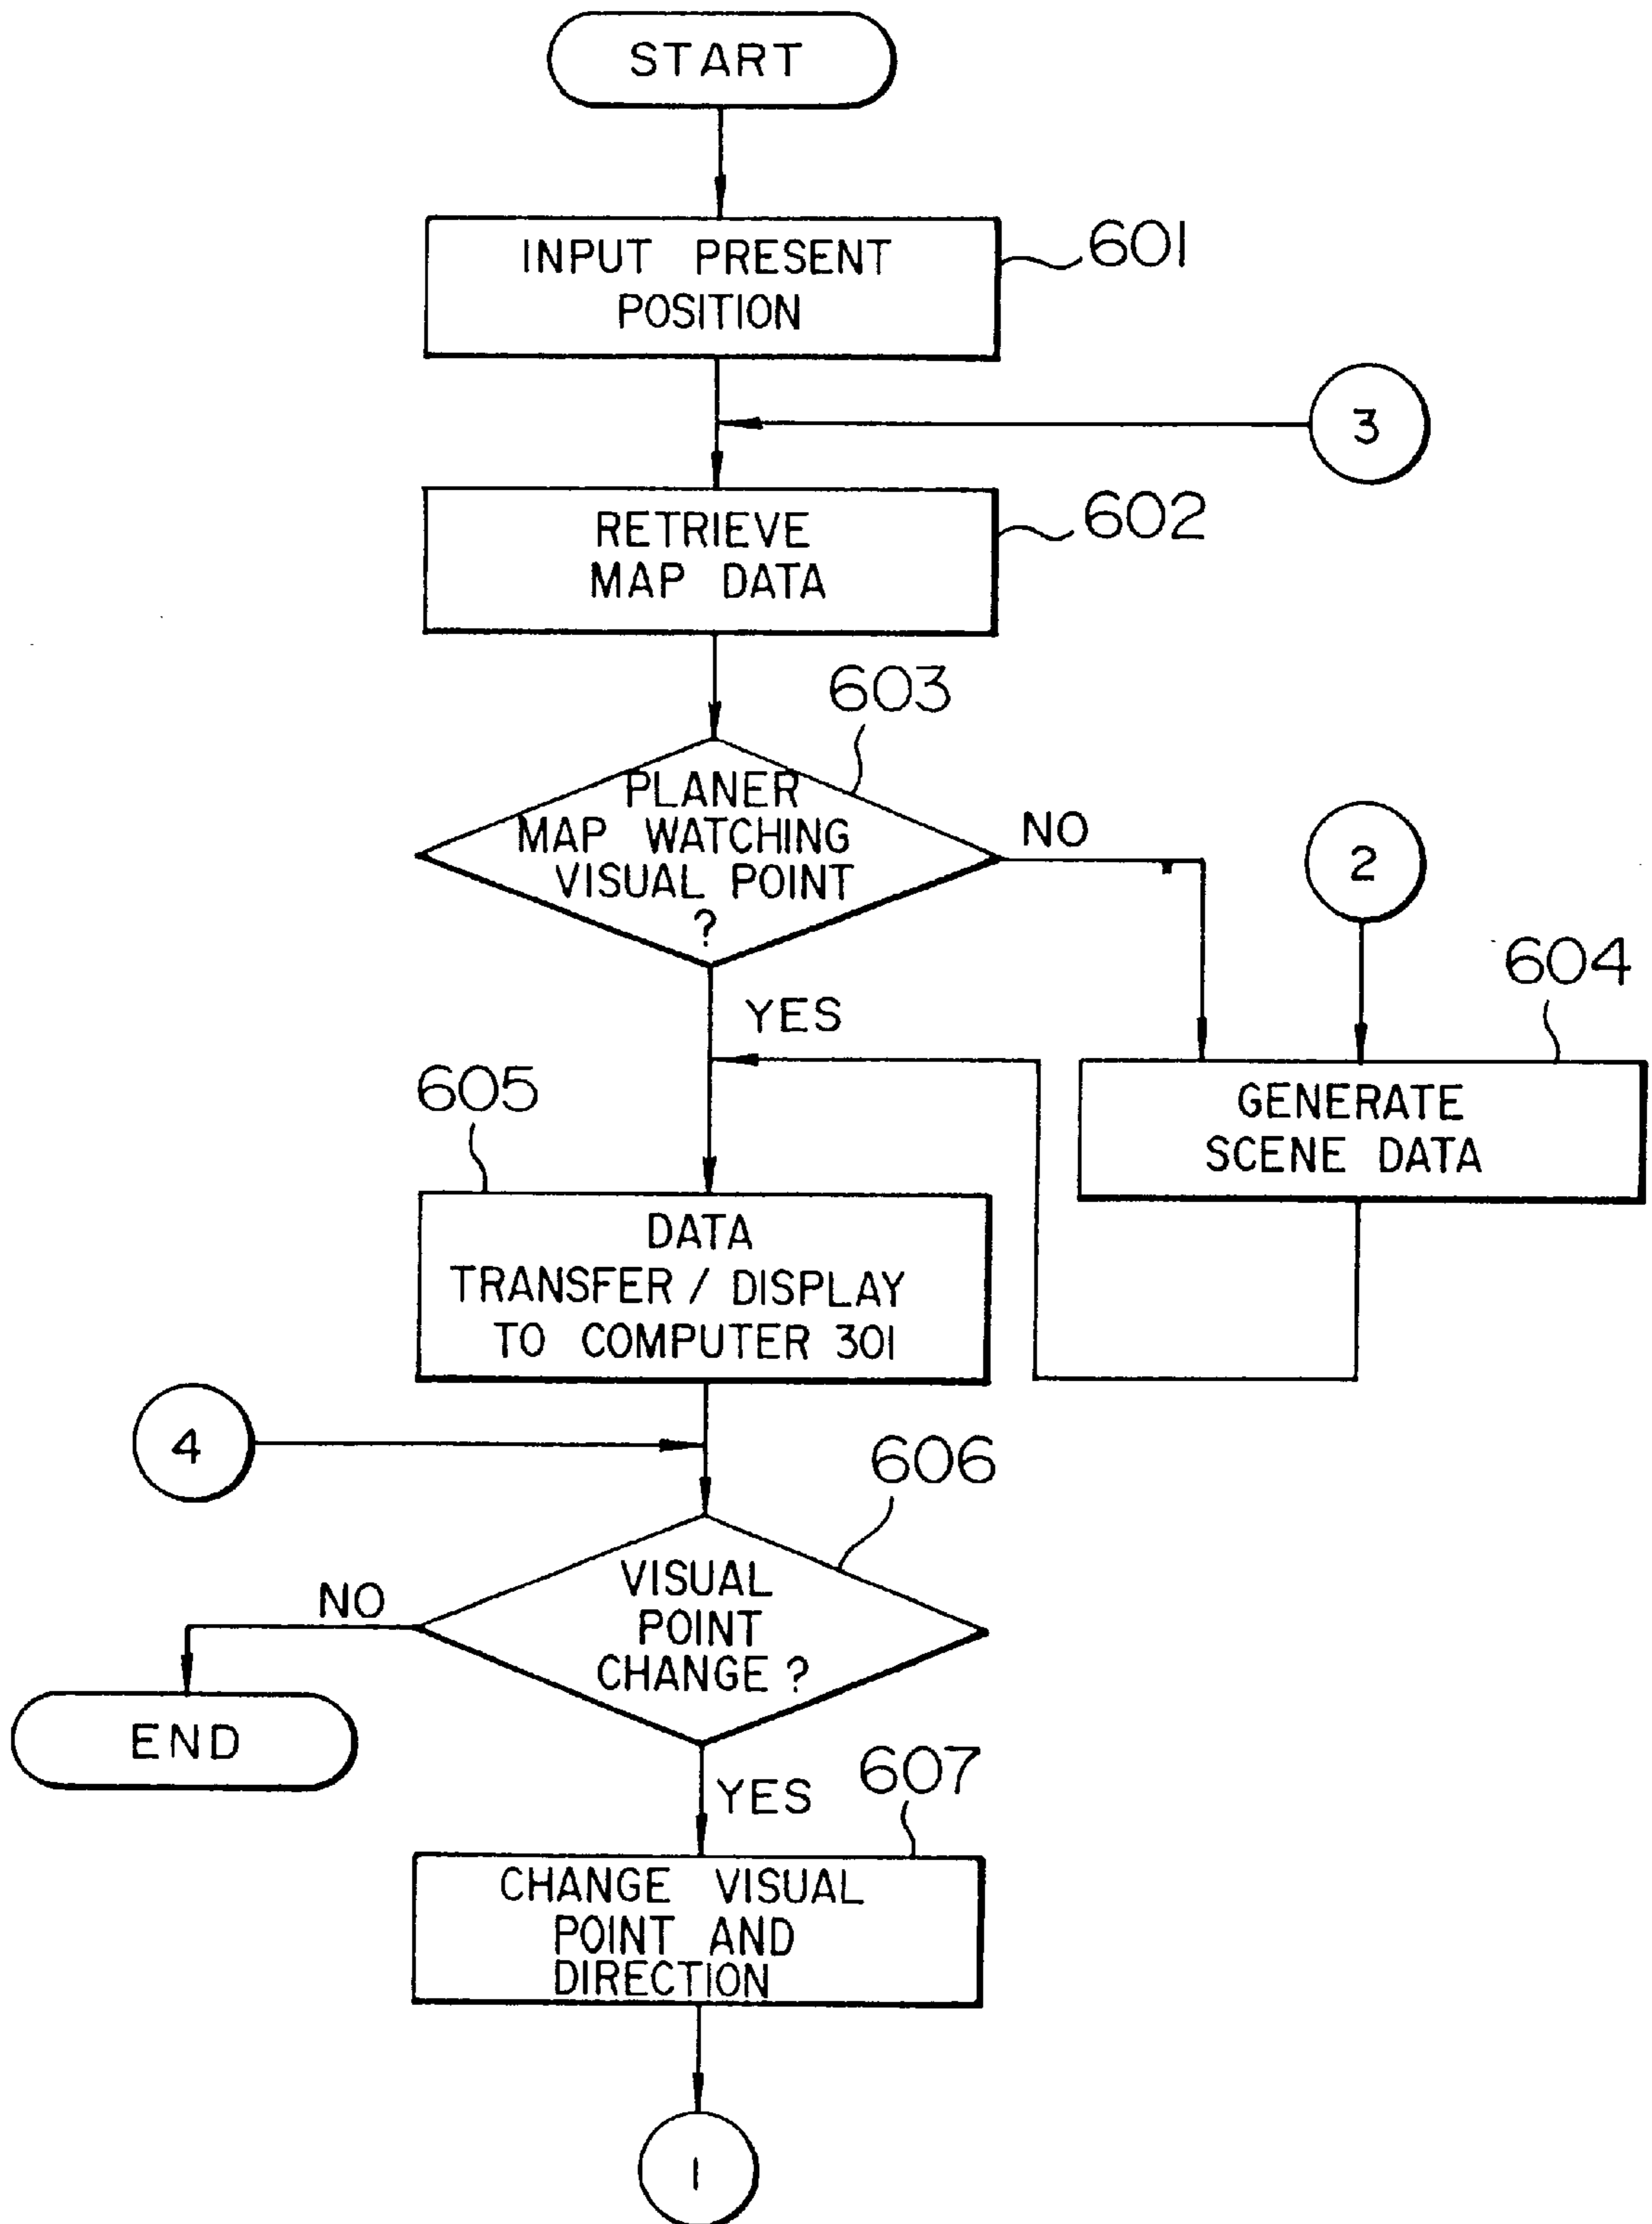 START
INPUT PRESENT
POSITION
601
3
RETRIEVE
MAP DATA
602
603
PLANER
MAP WATCHING
VISUAL POINT
?
NO
2
YES
604
GENERATE
SCENE DATA
605
DATA
TRANSFER / DISPLAY
TO COMPUTER 301
4
606
VISUAL
POINT
CHANGE ?
NO
END
YES
607
CHANGE VISUAL
POINT AND
DIRECTION
1